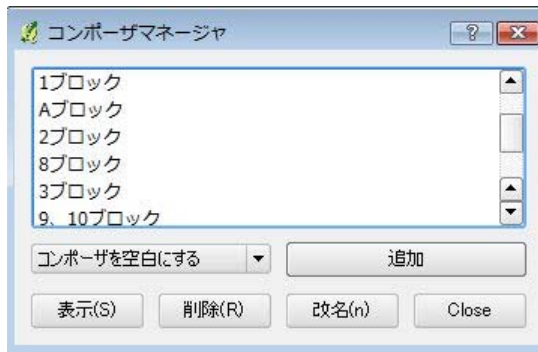 コンポーザマネージャ
1ブロック
Aブロック
2ブロック
8ブロック
3ブロック
9、10ブロック
コンポーザを空白にする 追加
表示(S) 削除(R) 改名(n) Close